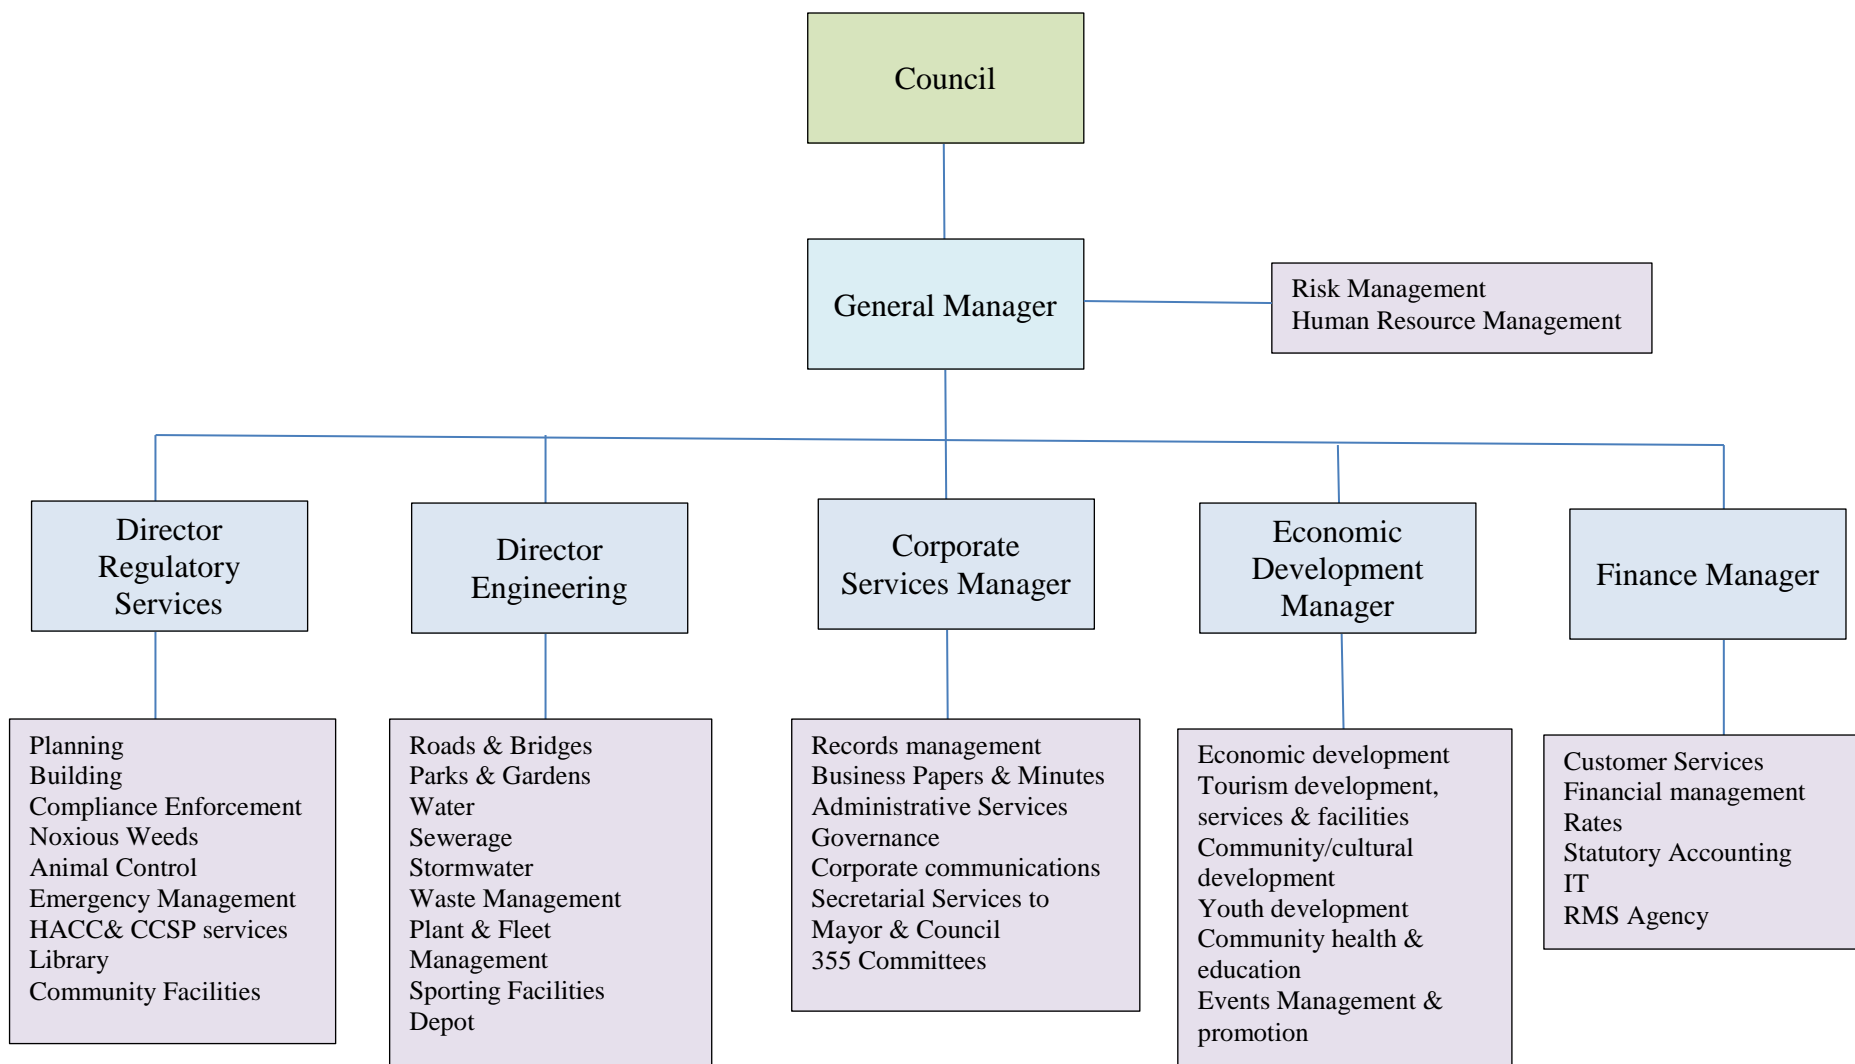 Council
General Manager
Risk Management
Human Resource Management
Director
Regulatory
Services
Director
Engineering
Corporate
Services Manager
Economic
Development
Manager
Finance Manager
Planning
Building
Compliance Enforcement
Noxious Weeds
Animal Control
Emergency Management
HACC& CCSP services
Library
Community Facilities
Roads & Bridges
Parks & Gardens
Water
Sewerage
Stormwater
Waste Management
Plant & Fleet
Management
Sporting Facilities
Depot
Records management
Business Papers & Minutes
Administrative Services
Governance
Corporate communications
Secretarial Services to
Mayor & Council
355 Committees
Economic development
Tourism development,
services & facilities
Community/cultural
development
Youth development
Community health &
education
Events Management &
promotion
Customer Services
Financial management
Rates
Statutory Accounting
IT
RMS Agency